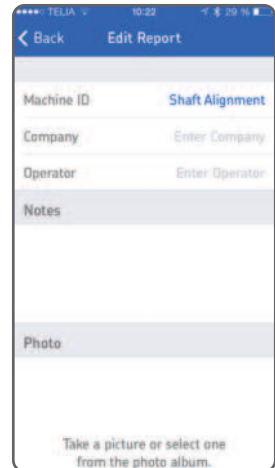 TELIA 10:22 29 %
Back Edit Report
Machine ID Shaft Alignment
Company Enter Company
Operator Enter Operator
Notes
Photo
Take a picture or select one
from the photo album.